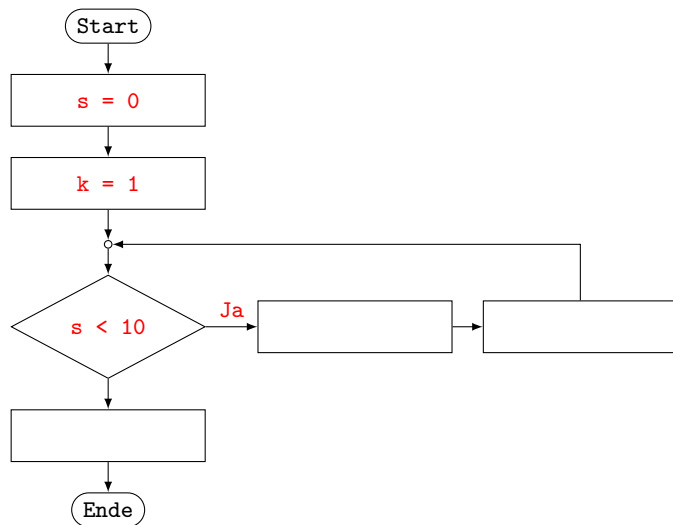 Start
s = 0
k = 1
s < 10
Ja
Ende